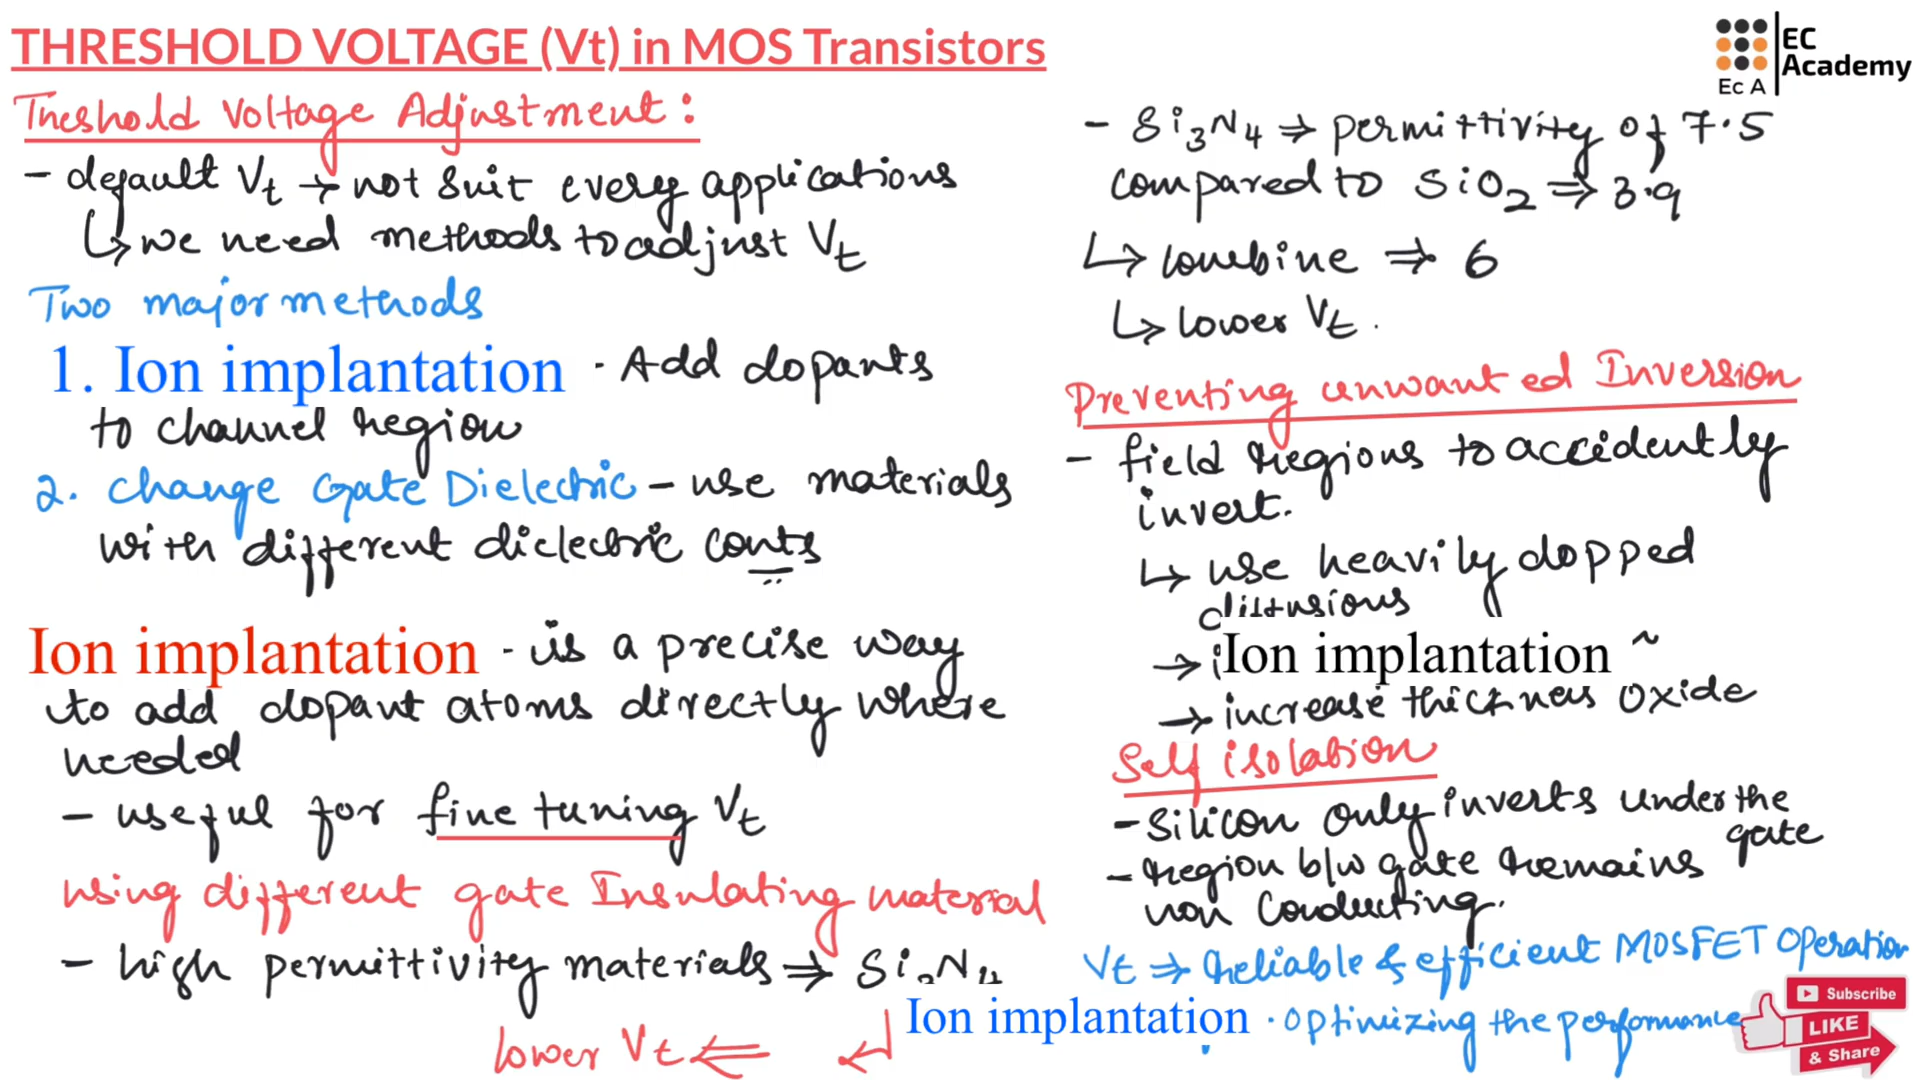 THRESHOLD VOLTAGE (Vt) in MOS Transistors
EC
Academy
Ec A
Theshold Voltage Adjustment:
- default Vt → not suit every applications
↳ we need methods to adjust Vt
Two major methods
1. Ion implantation · Add dopants
to channel region
2. change Gate Dielectric - use materials
with different dielectric conts
Ion implantation · is a precise way
to add dopant atoms directly where
needed
- useful for fine tuning Vt
using different gate Insulating material
- high permittivity materials ⇒ Si3N4
lower Vt ⇐ ↲
- Si3N4 ⇒ permittivity of 7.5
compared to SiO2 ⇒ 3.9
↳ combine ⇒ 6
↳ lower Vt.
Preventing unwanted Inversion
- field regions to accidently
invert.
↳ use heavily dopped
diffusions
→ Ion implantation ~
→ increase thickness oxide
Self isolation
- Silicon only inverts under the
gate
- region b/w gate remains
non conducting.
Vt ⇒ reliable & efficient MOSFET Operation
Ion implantation · optimizing the performance
Subscribe
LIKE
& Share